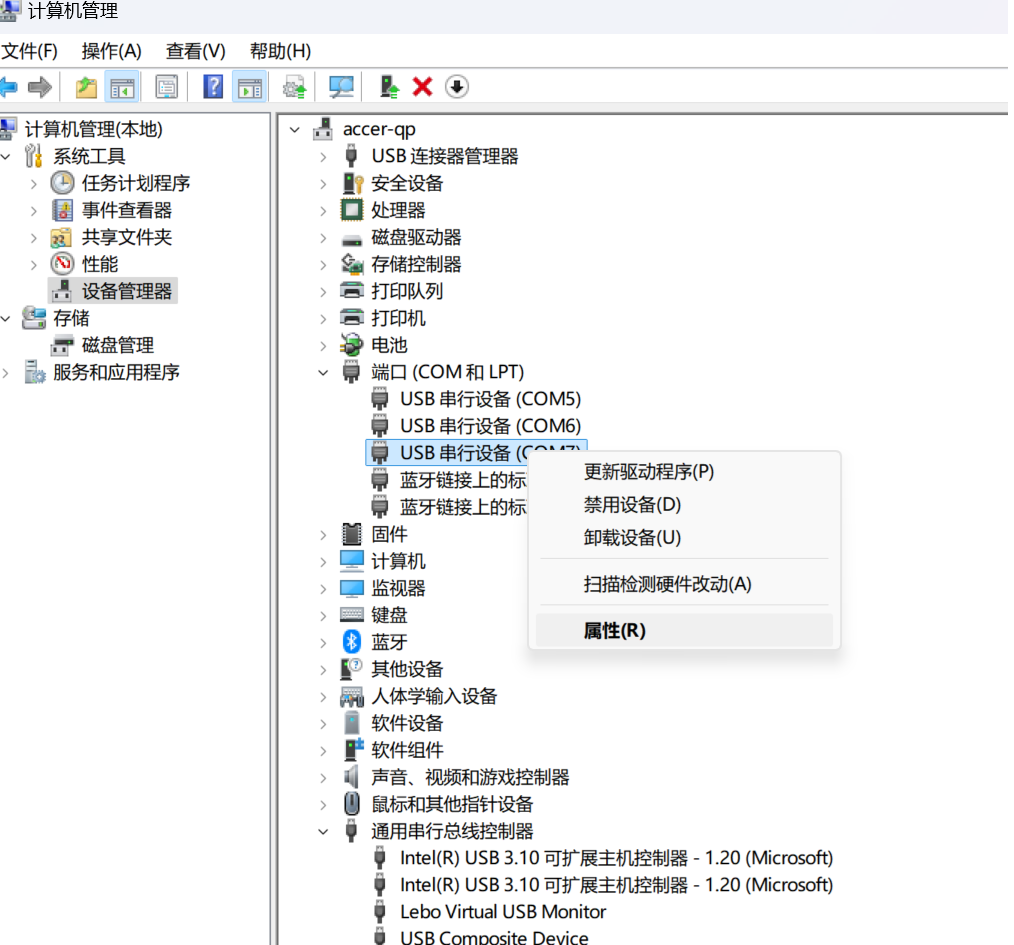 计算机管理
文件(F) 操作(A) 查看(V) 帮助(H)
计算机管理(本地)
系统工具
任务计划程序
事件查看器
共享文件夹
性能
设备管理器
存储
磁盘管理
服务和应用程序
accer-qp
USB 连接器管理器
安全设备
处理器
磁盘驱动器
存储控制器
打印队列
打印机
电池
端口 (COM 和 LPT)
USB 串行设备 (COM5)
USB 串行设备 (COM6)
USB 串行设备 (COM7)
蓝牙链接上的标
蓝牙链接上的标
固件
计算机
监视器
键盘
蓝牙
其他设备
人体学输入设备
软件设备
软件组件
声音、视频和游戏控制器
鼠标和其他指针设备
通用串行总线控制器
Intel(R) USB 3.10 可扩展主机控制器 - 1.20 (Microsoft)
Intel(R) USB 3.10 可扩展主机控制器 - 1.20 (Microsoft)
Lebo Virtual USB Monitor
USB Composite Device
更新驱动程序(P)
禁用设备(D)
卸载设备(U)
扫描检测硬件改动(A)
属性(R)